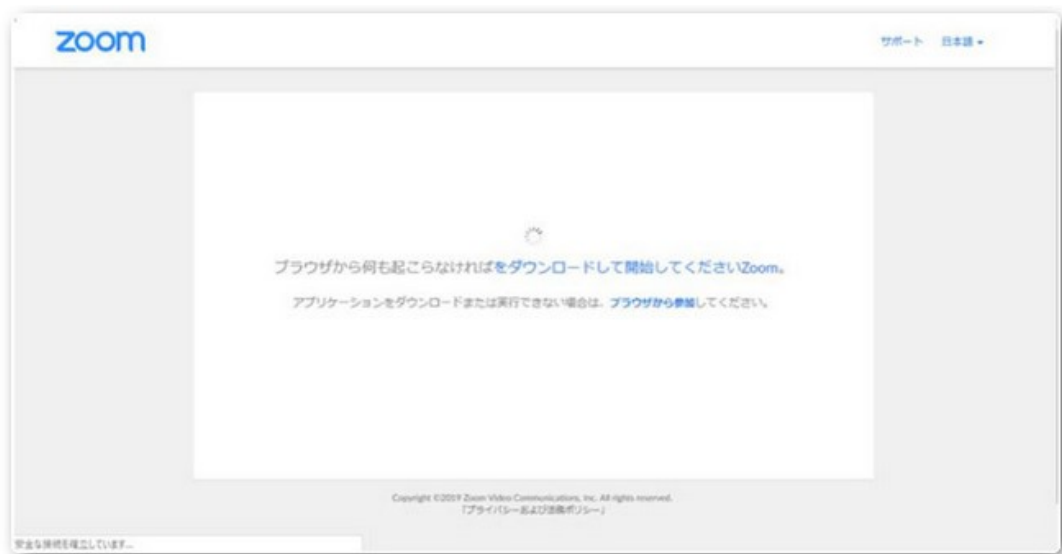 zoom
サポート 日本語
ブラウザから何も起こらなければをダウンロードして開始してくださいZoom。
アプリケーションをダウンロードまたは実行できない場合は、ブラウザから参加してください。
Copyright ©2019 Zoom Video Communications, Inc. All rights reserved.
「プライバシーおよび法務ポリシー」
安全な接続を確立しています...